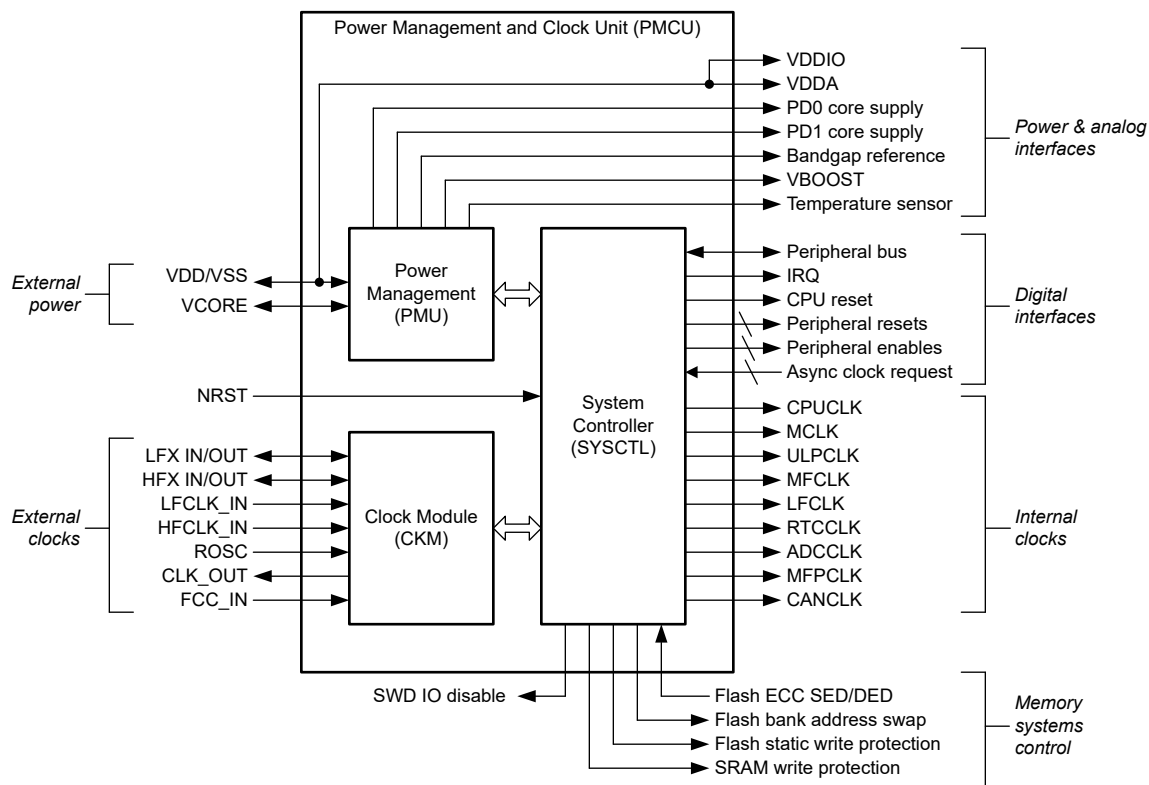 Power Management and Clock Unit (PMCU)
VDDIO
VDDA
PD0 core supply
PD1 core supply
Bandgap reference
VBOOST
Temperature sensor
Power & analog
interfaces
External
power
VDD/VSS
VCORE
Power
Management
(PMU)
Peripheral bus
IRQ
CPU reset
Peripheral resets
Peripheral enables
Async clock request
Digital
interfaces
NRST
System
Controller
(SYSCTL)
External
clocks
LFX IN/OUT
HFX IN/OUT
LFCLK_IN
HFCLK_IN
ROSC
CLK_OUT
FCC_IN
Clock Module
(CKM)
CPUCLK
MCLK
ULPCLK
MFCLK
LFCLK
RTCCLK
ADCCLK
MFPCLK
CANCLK
Internal
clocks
SWD IO disable
Flash ECC SED/DED
Flash bank address swap
Flash static write protection
SRAM write protection
Memory
systems
control